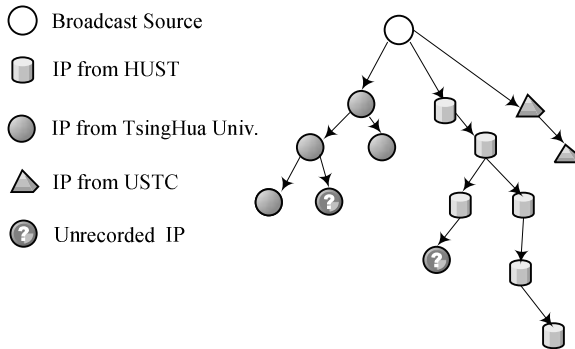 Broadcast Source
IP from HUST
IP from TsingHua Univ.
IP from USTC
? Unrecorded IP
?
?